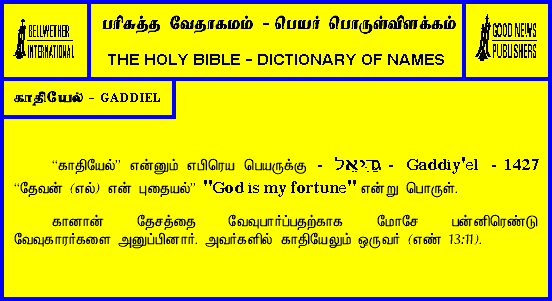 BELLWETHER
INTERNATIONAL
பரிசுத்த வேதாகமம் - பெயர் பொருள்விளக்கம்
THE HOLY BIBLE - DICTIONARY OF NAMES
GOOD NEWS
PUBLISHERS
காதியேல் - GADDIEL
“காதியேல்” என்னும் எபிரெய பெயருக்கு - גַּדִּיאֵל - Gaddiy'el - 1427
“தேவன் (எல்) என் புதையல்” "God is my fortune" என்று பொருள்.
கானான் தேசத்தை வேவுபார்ப்பதற்காக மோசே பன்னிரெண்டு
வேவுகாரர்களை அனுப்பினார். அவர்களில் காதியேலும் ஒருவர் (எண் 13:11).